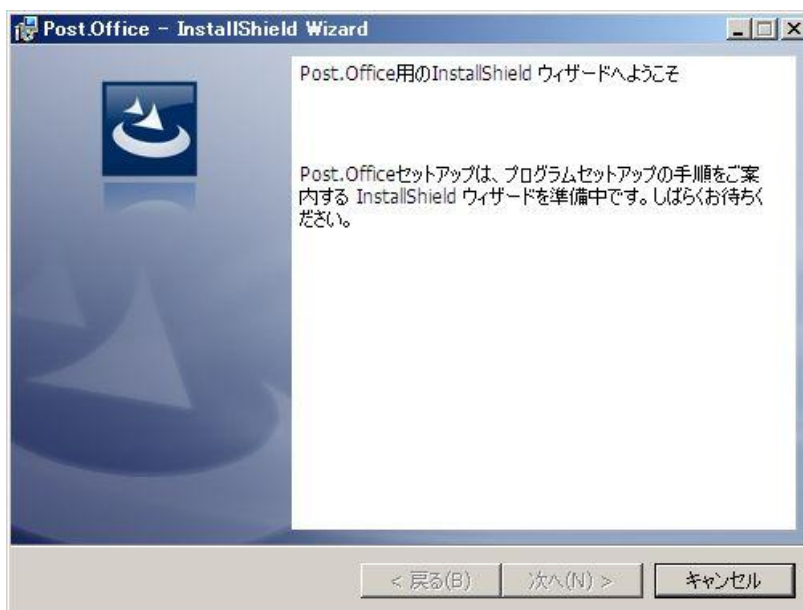 Post.Office - InstallShield Wizard
Post.Office用のInstallShield ウィザードへようこそ
Post.Officeセットアップは、プログラムセットアップの手順をご案
内する InstallShield ウィザードを準備中です。しばらくお待ちく
ださい。
< 戻る(B)
次へ(N) >
キャンセル